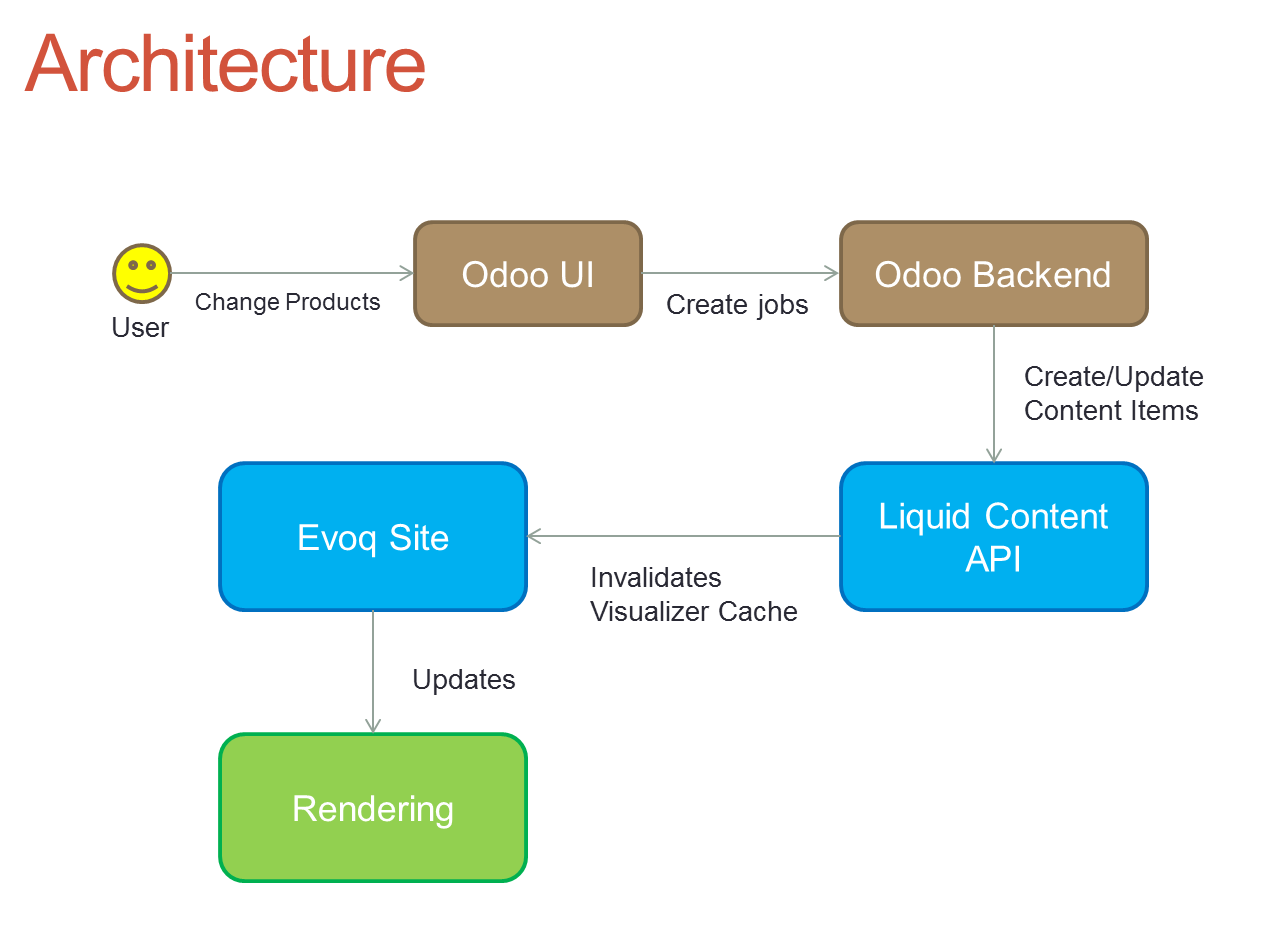 Architecture
Odoo UI
Odoo Backend
Change Products
Create jobs
User
Create/Update
Content Items
Liquid Content
API
Evoq Site
Invalidates
Visualizer Cache
Updates
Rendering